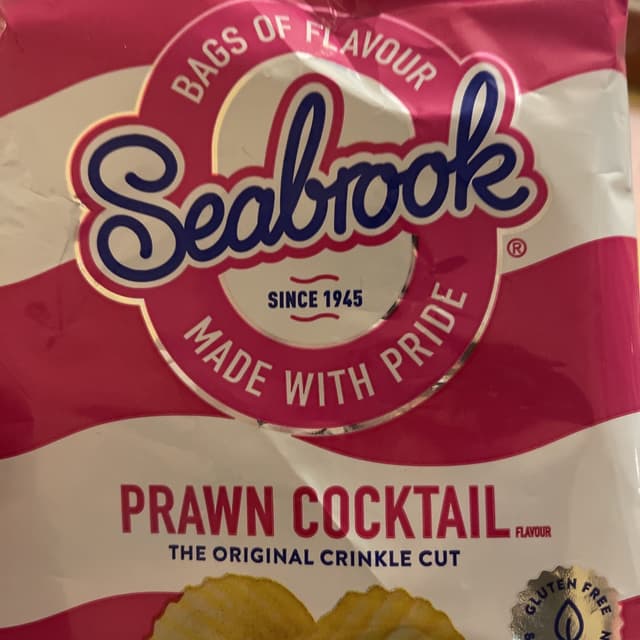 BAGS OF FLAVOUR
Seabrook
®
SINCE 1945
MADE WITH PRIDE
PRAWN COCKTAIL FLAVOUR
THE ORIGINAL CRINKLE CUT
GLUTEN FREE